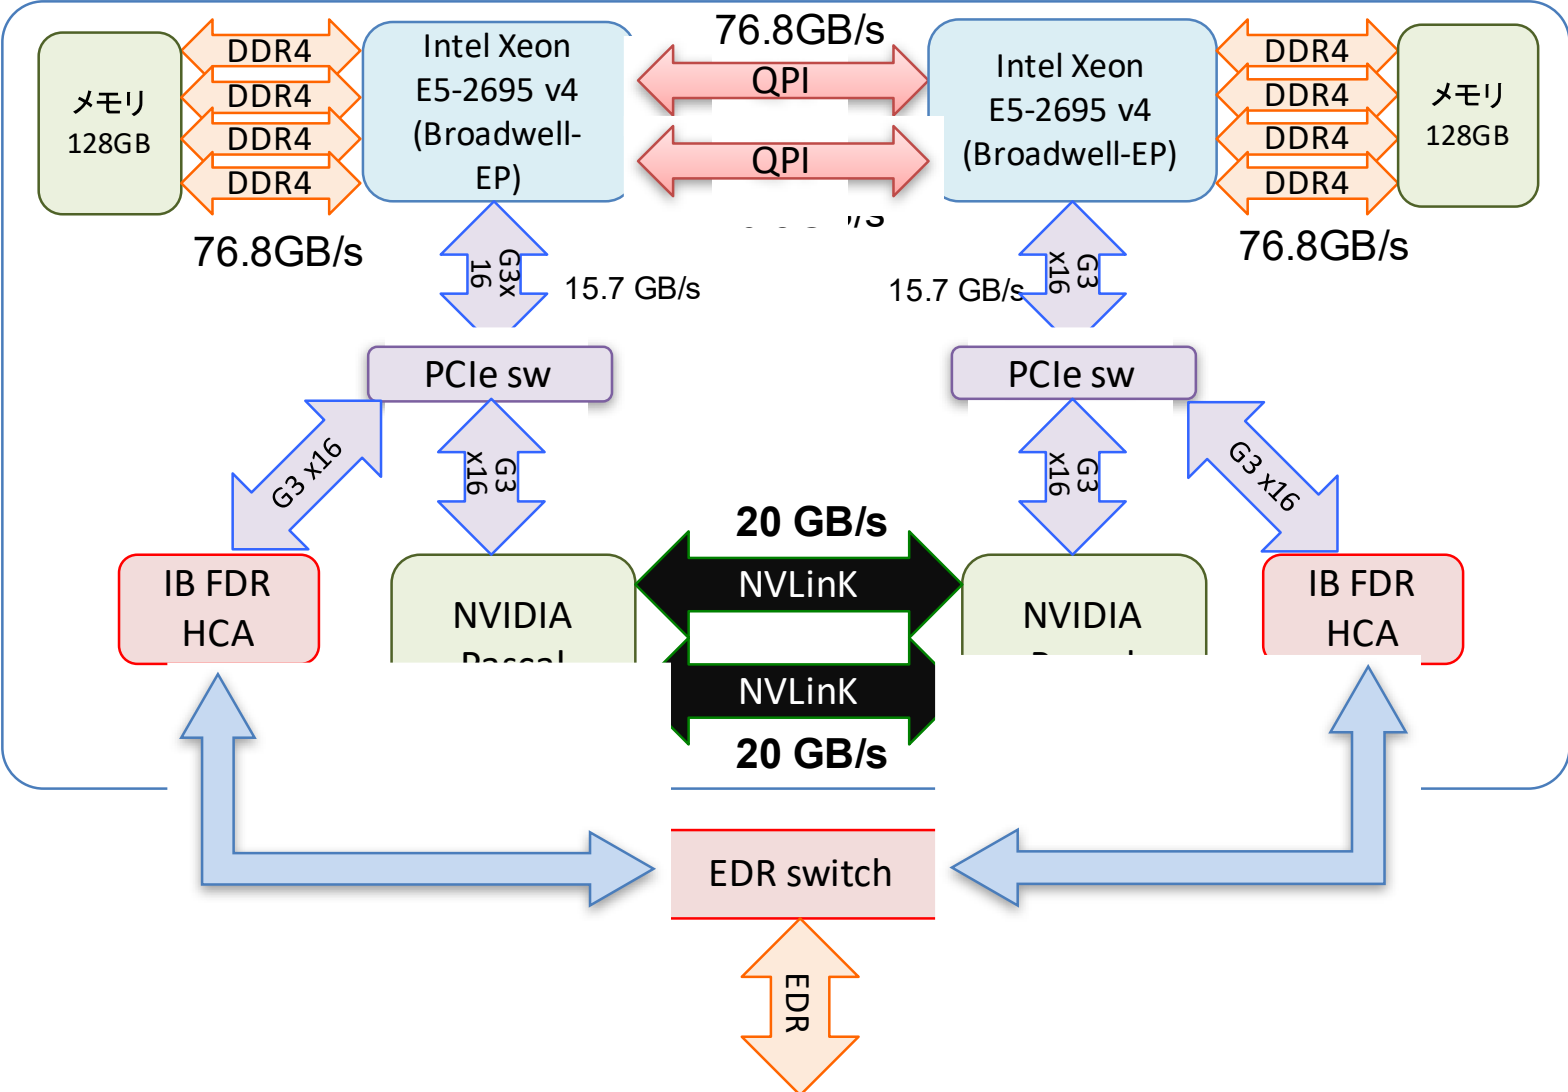 76.8GB/s
メモリ
128GB
DDR4
DDR4
DDR4
DDR4
76.8GB/s
Intel Xeon
E5-2695 v4
(Broadwell-
EP)
QPI
QPI
Intel Xeon
E5-2695 v4
(Broadwell-EP)
DDR4
DDR4
DDR4
DDR4
76.8GB/s
メモリ
128GB
G3x
16
15.7 GB/s
15.7 GB/s
G3
x16
PCIe sw
PCIe sw
G3 x16
G3
x16
G3
x16
G3 x16
20 GB/s
IB FDR
HCA
NVIDIA
NVLinK
NVIDIA
IB FDR
HCA
NVLinK
20 GB/s
EDR switch
EDR